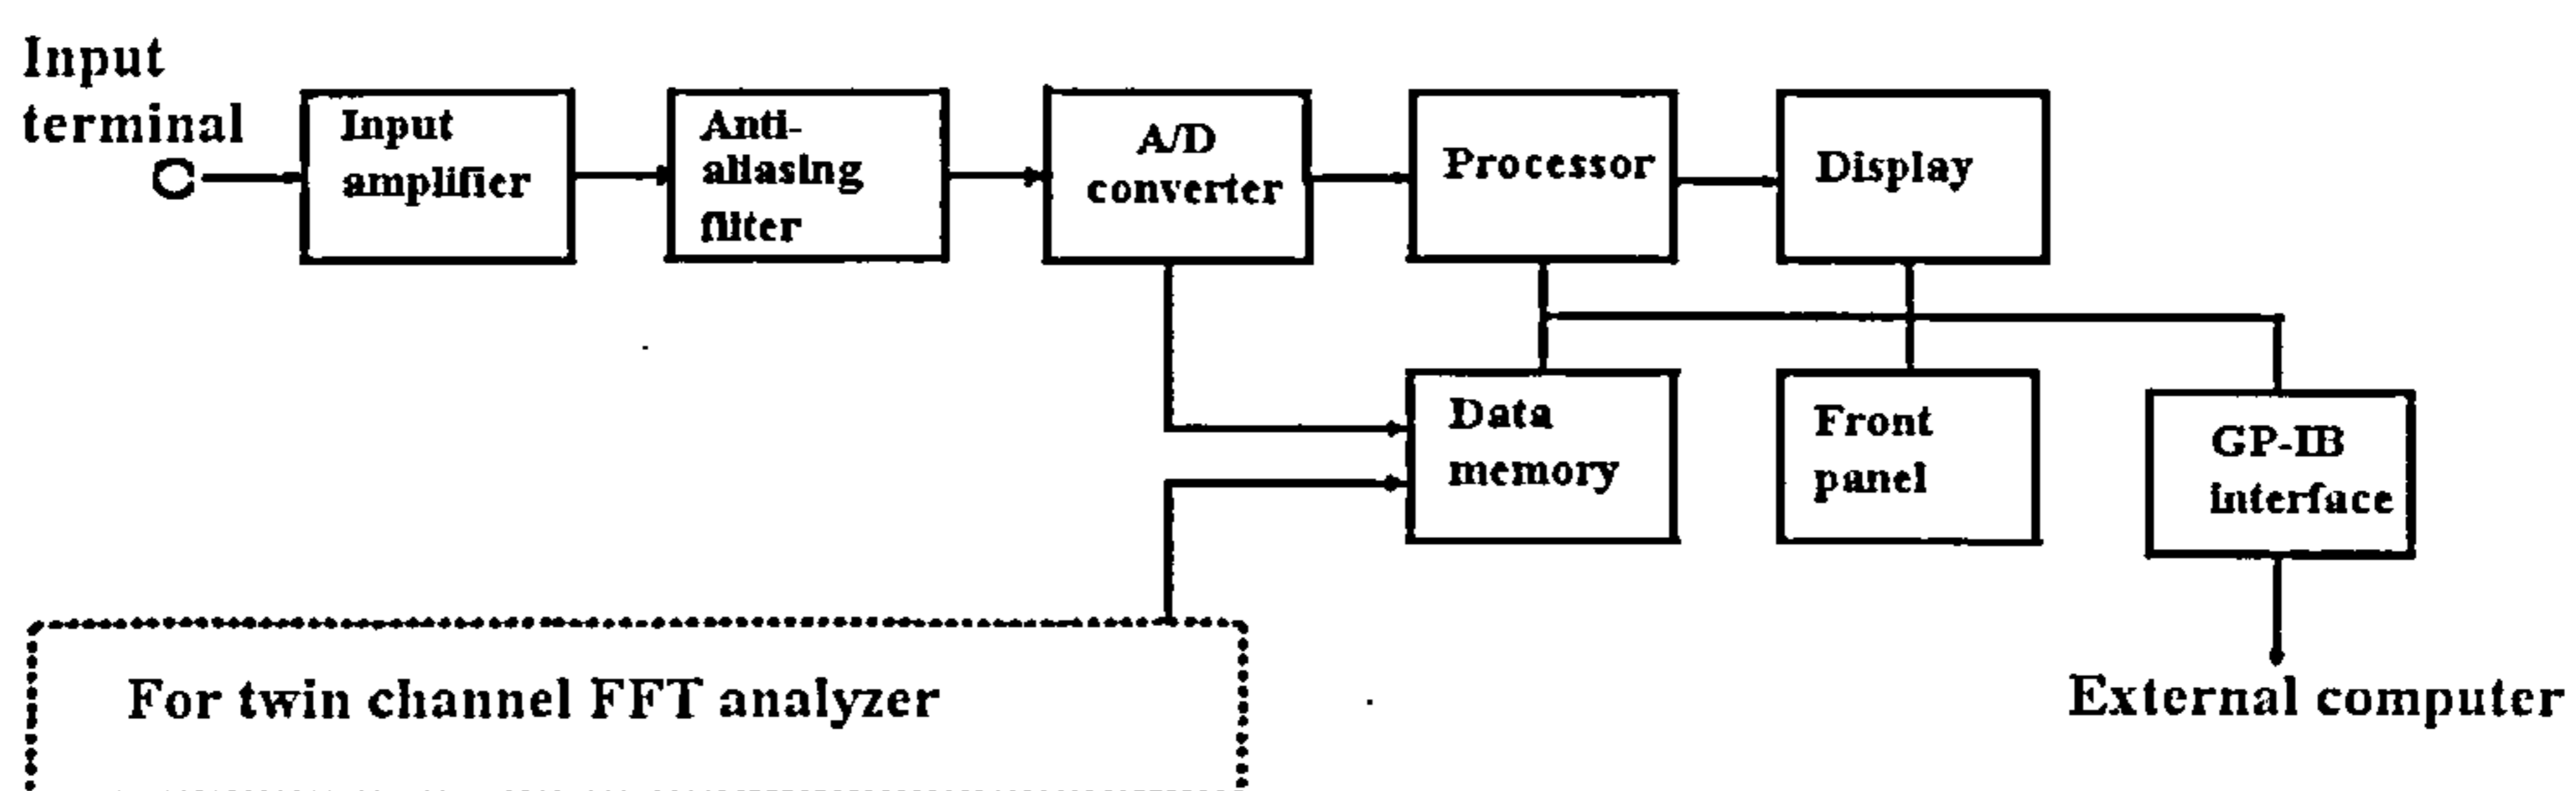 Input
terminal
Input
amplifier
Anti-
aliasing
filter
A/D
converter
Processor
Display
Data
memory
Front
panel
GP-IB
interface
For twin channel FFT analyzer
External computer